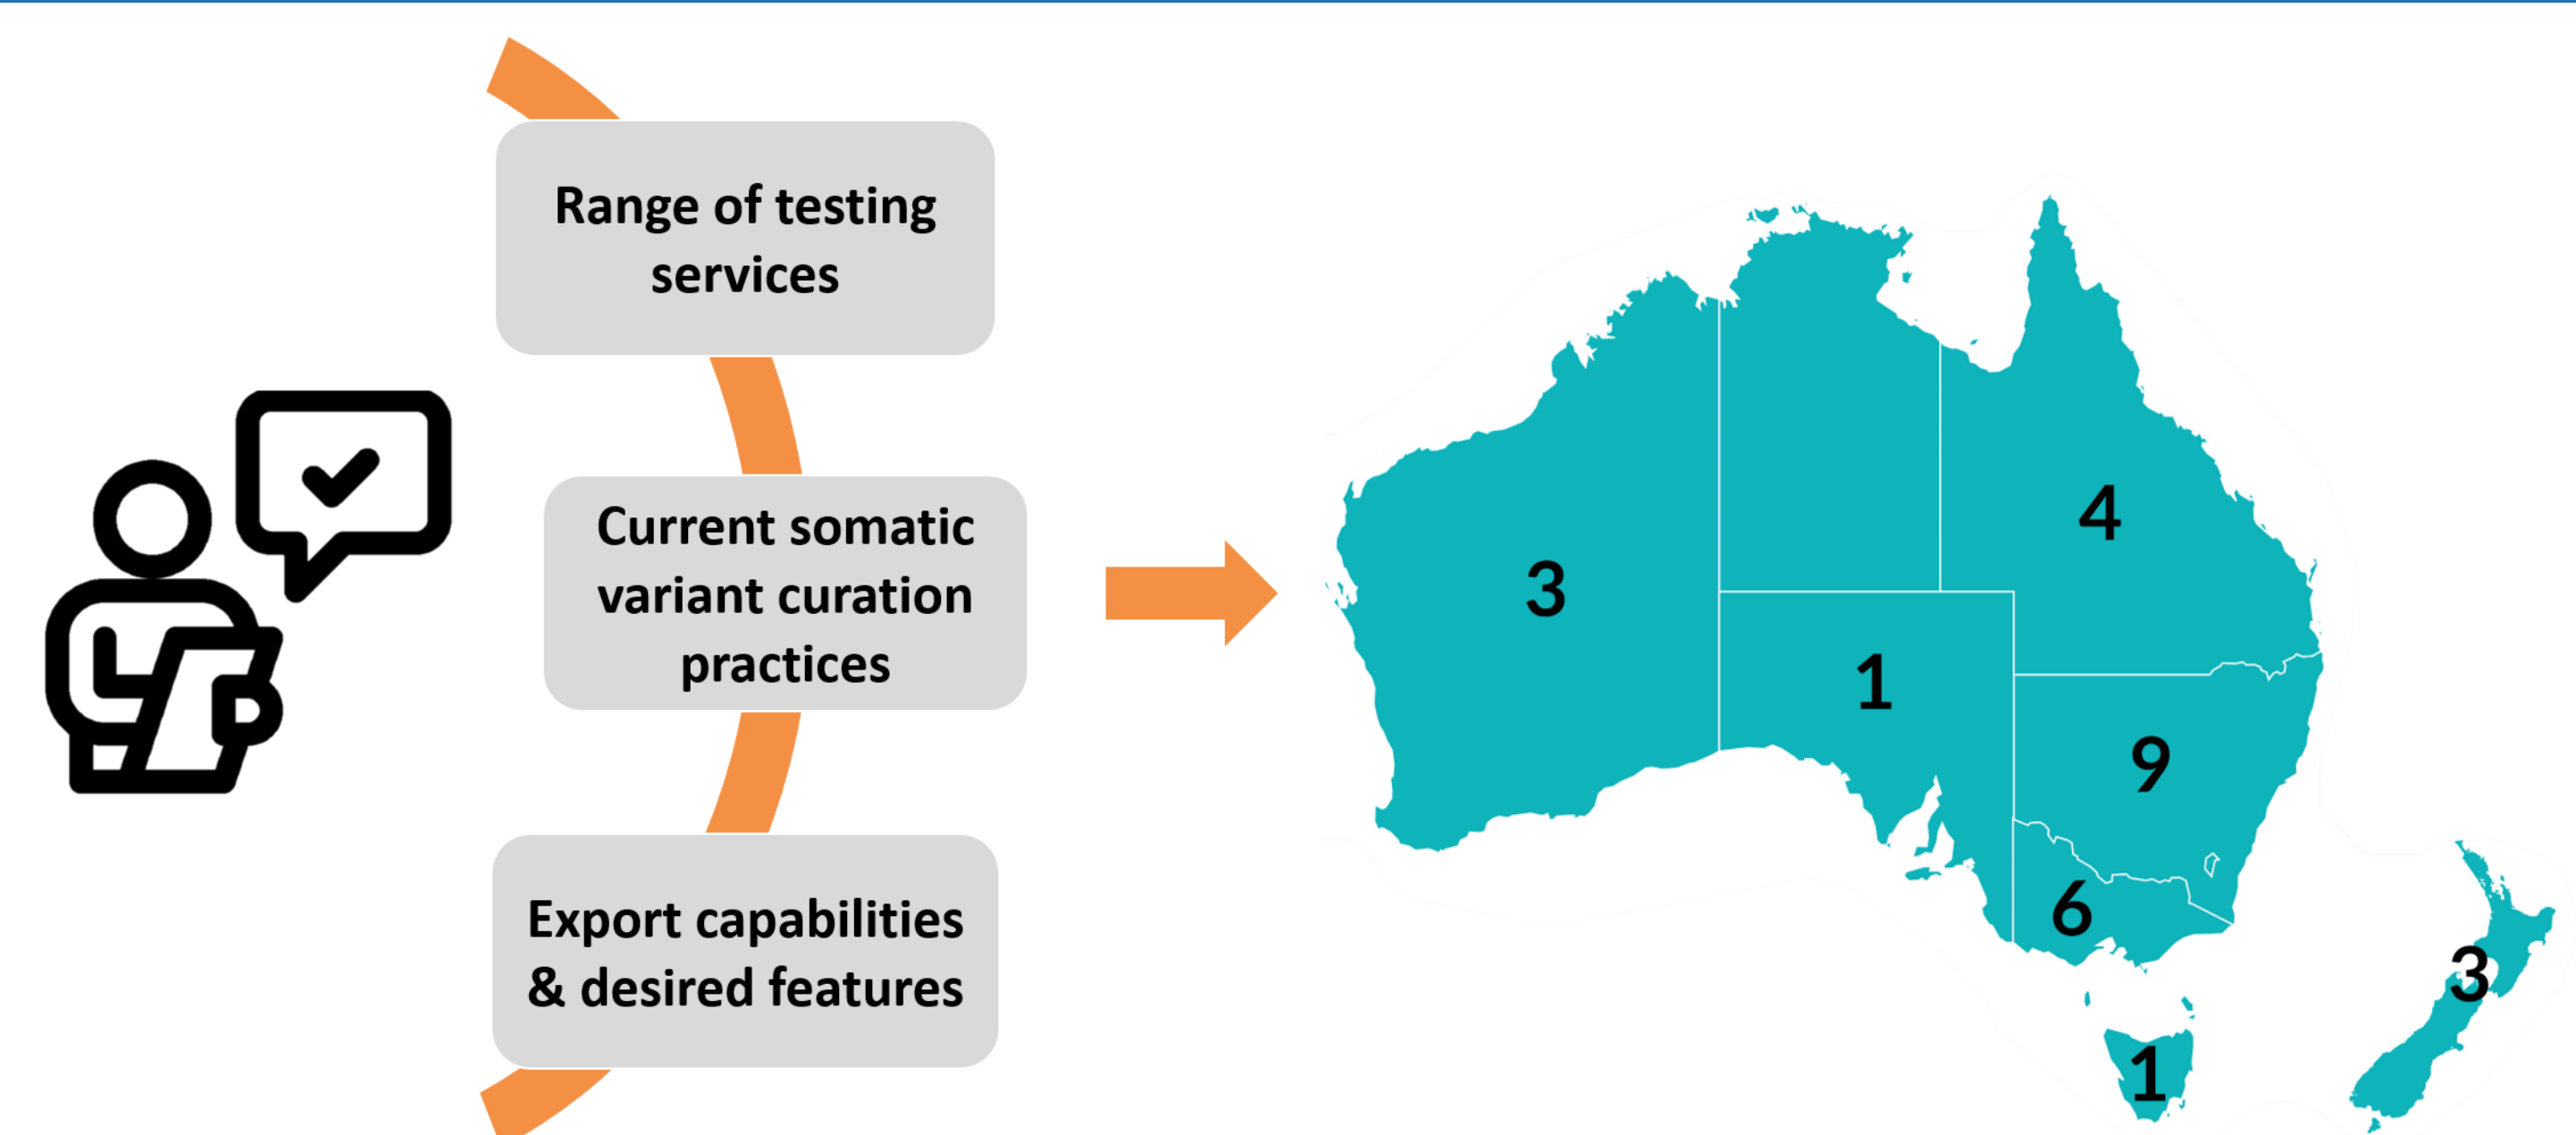 Range of testing
services
Current somatic
variant curation
practices
Export capabilities
& desired features
3
4
1
9
6
3
1